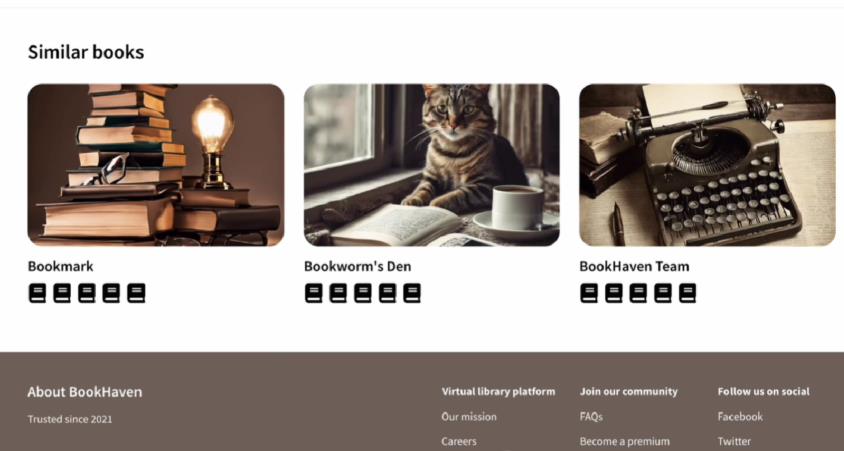 Similar books
Bookmark
Bookworm's Den
BookHaven Team
About BookHaven
Trusted since 2021
Virtual library platform
Our mission
Careers
Join our community
FAQs
Become a premium
Follow us on social
Facebook
Twitter